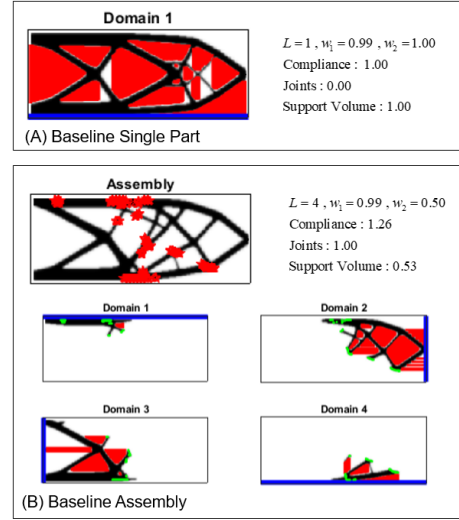 Domain 1
L = 1 , w₁ = 0.99 , w₂ = 1.00
Compliance : 1.00
Joints : 0.00
Support Volume : 1.00
(A) Baseline Single Part
Assembly
L = 4 , w₁ = 0.99 , w₂ = 0.50
Compliance : 1.26
Joints : 1.00
Support Volume : 0.53
Domain 1
Domain 2
Domain 3
Domain 4
(B) Baseline Assembly